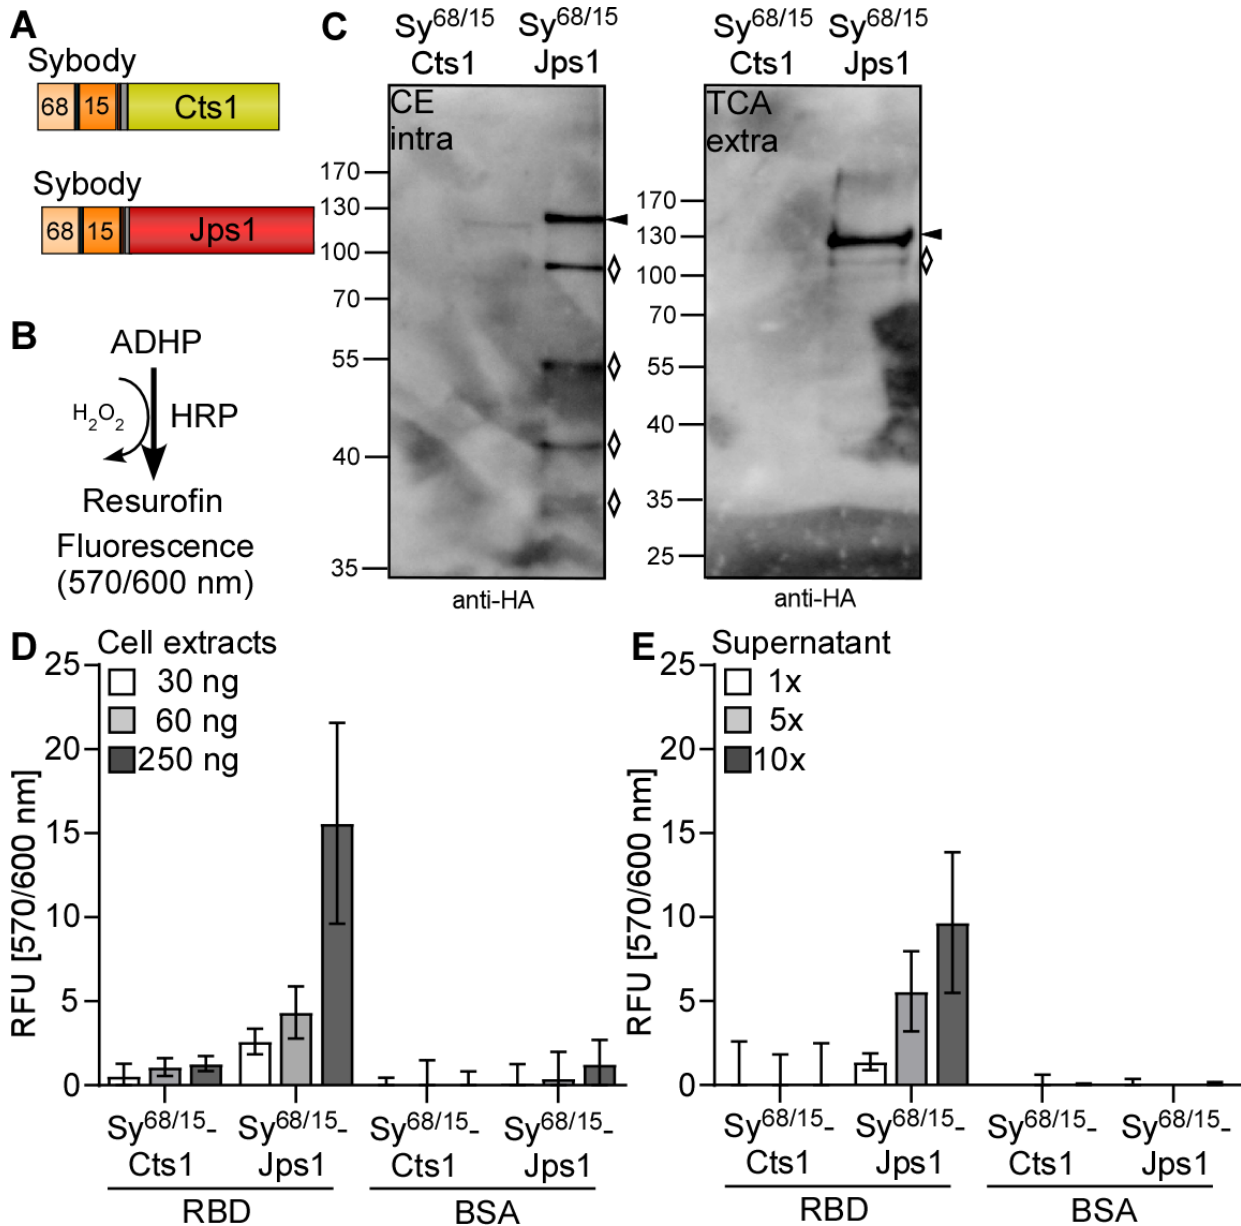 A
Sybody
68 15 Cts1
Sybody
68 15 Jps1
B
ADHP
H2O2 HRP
Resurofin
Fluorescence
(570/600 nm)
C
Sy68/15 Sy68/15
Cts1 Jps1
CE
intra
170
130
100
70
55
40
35
anti-HA
Sy68/15 Sy68/15
Cts1 Jps1
TCA
extra
170
130
100
70
55
40
35
25
anti-HA
D Cell extracts
30 ng
60 ng
250 ng
RFU [570/600 nm]
25
20
15
10
5
0
Sy68/15- Sy68/15- Sy68/15- Sy68/15-
Cts1 Jps1 Cts1 Jps1
RBD BSA
E Supernatant
1x
5x
10x
RFU [570/600 nm]
25
20
15
10
5
0
Sy68/15- Sy68/15- Sy68/15- Sy68/15-
Cts1 Jps1 Cts1 Jps1
RBD BSA